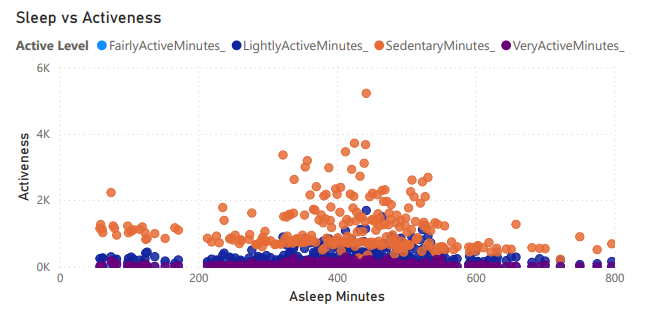 Sleep vs Activeness
Active Level FairlyActiveMinutes_ LightlyActiveMinutes_ SedentaryMinutes_ VeryActiveMinutes_
6K
4K
2K
0K
Activeness
0 200 400 600 800
Asleep Minutes